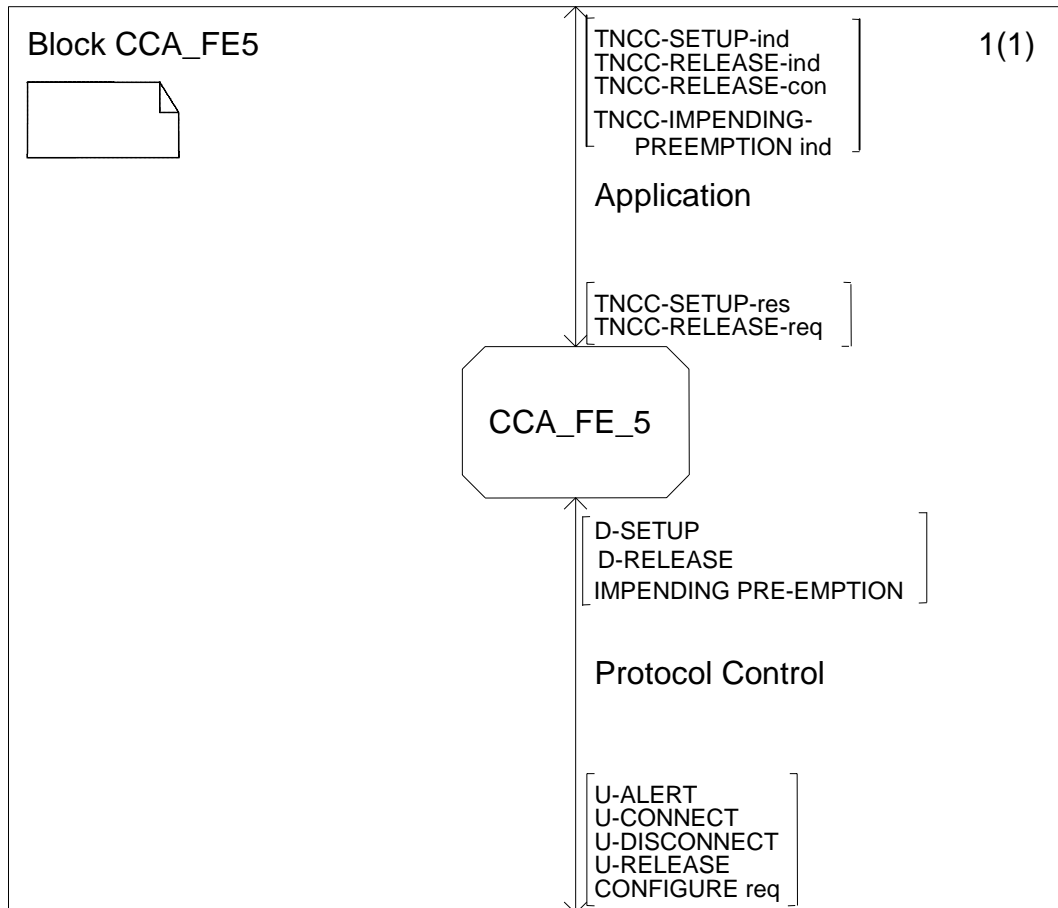 Block CCA_FE5
1(1)
TNCC-SETUP-ind
TNCC-RELEASE-ind
TNCC-RELEASE-con
TNCC-IMPENDING-
PREEMPTION ind
Application
TNCC-SETUP-res
TNCC-RELEASE-req
CCA_FE_5
D-SETUP
D-RELEASE
IMPENDING PRE-EMPTION
Protocol Control
U-ALERT
U-CONNECT
U-DISCONNECT
U-RELEASE
CONFIGURE req